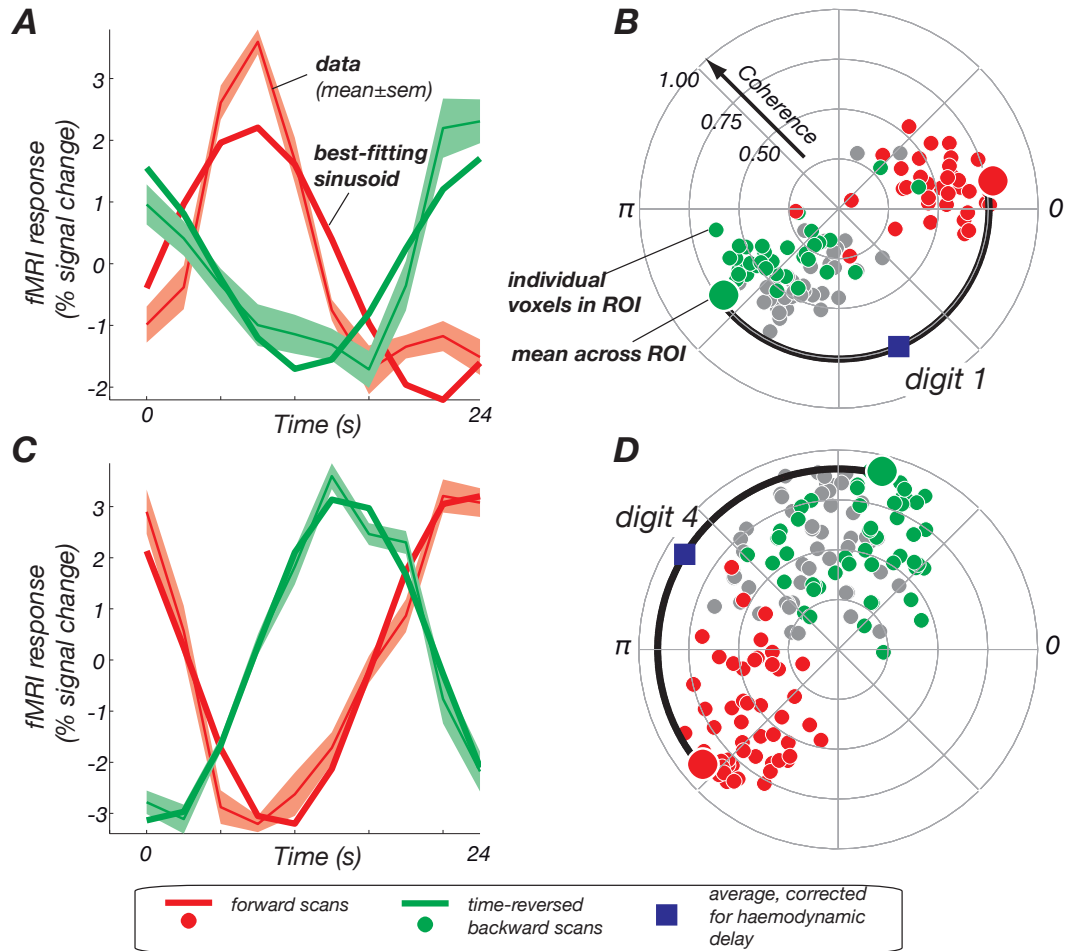 A
fMRI response
(% signal change)
3
2
1
0
-1
-2
data
(mean±sem)
best-fitting
sinusoid
0
Time (s)
24
B
1.00
0.75
0.50
Coherence
π
0
individual
voxels in ROI
mean across ROI
digit 1
C
fMRI response
(% signal change)
3
2
1
0
-1
-2
-3
0
Time (s)
24
D
digit 4
π
0
forward scans
time-reversed
backward scans
average, corrected
for haemodynamic
delay